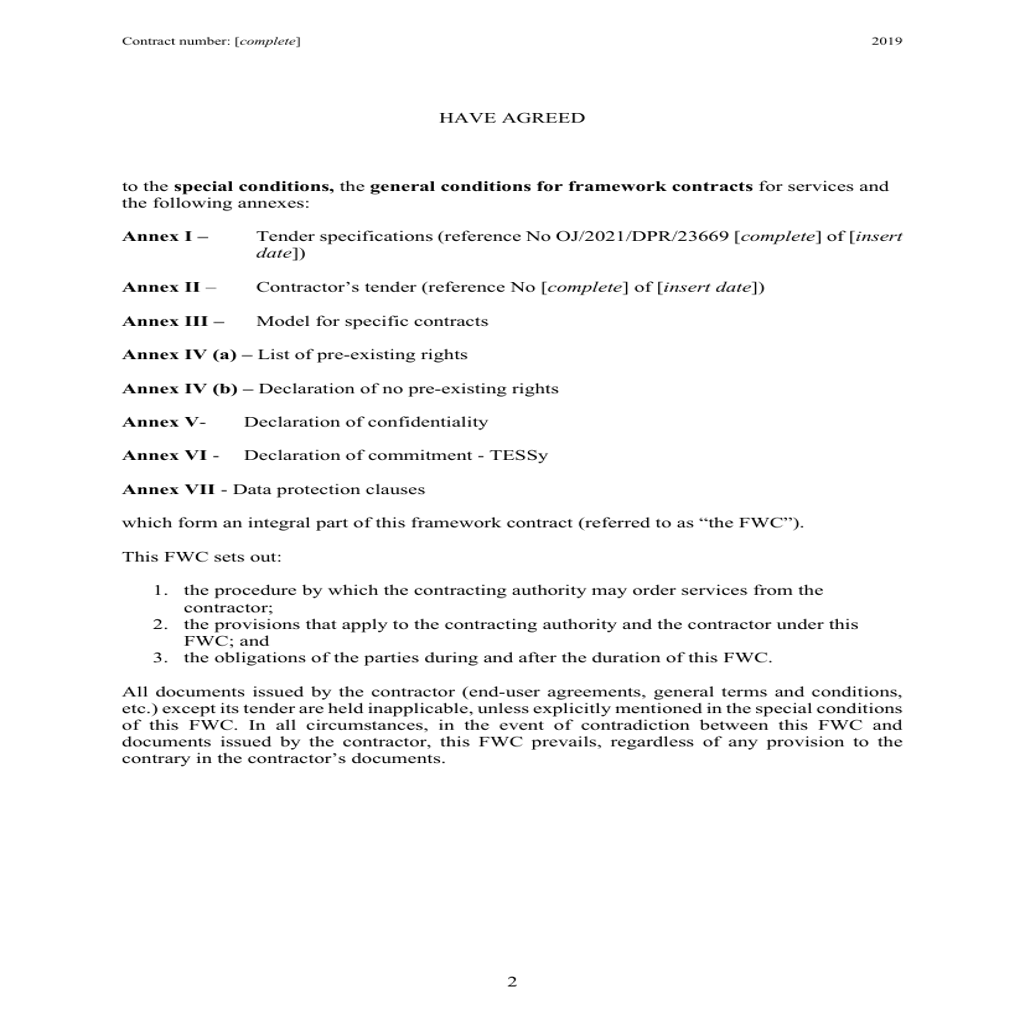 Contract number: [complete] 2019
HAVE AGREED
to the special conditions, the general conditions for framework contracts for services and
the following annexes:
Annex I – Tender specifications (reference No OJ/2021/DPR/23669 [complete] of [insert
date])
Annex II – Contractor’s tender (reference No [complete] of [insert date])
Annex III – Model for specific contracts
Annex IV (a) – List of pre-existing rights
Annex IV (b) – Declaration of no pre-existing rights
Annex V- Declaration of confidentiality
Annex VI - Declaration of commitment - TESSy
Annex VII - Data protection clauses
which form an integral part of this framework contract (referred to as “the FWC”).
This FWC sets out:
1. the procedure by which the contracting authority may order services from the
contractor;
2. the provisions that apply to the contracting authority and the contractor under this
FWC; and
3. the obligations of the parties during and after the duration of this FWC.
All documents issued by the contractor (end-user agreements, general terms and conditions,
etc.) except its tender are held inapplicable, unless explicitly mentioned in the special conditions
of this FWC. In all circumstances, in the event of contradiction between this FWC and
documents issued by the contractor, this FWC prevails, regardless of any provision to the
contrary in the contractor’s documents.
2